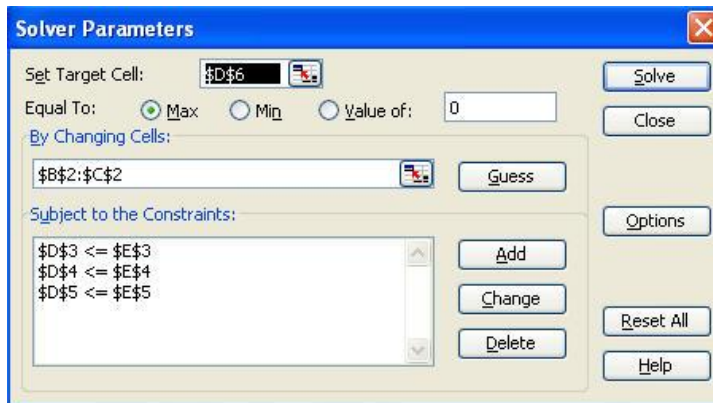 Solver Parameters
Set Target Cell: $D$6 Solve
Equal To: Max Min Value of: 0 Close
By Changing Cells:
$B$2:$C$2 Guess
Subject to the Constraints: Options
$D$3 <= $E$3 Add
$D$4 <= $E$4
$D$5 <= $E$5 Change
Reset All
Delete
Help